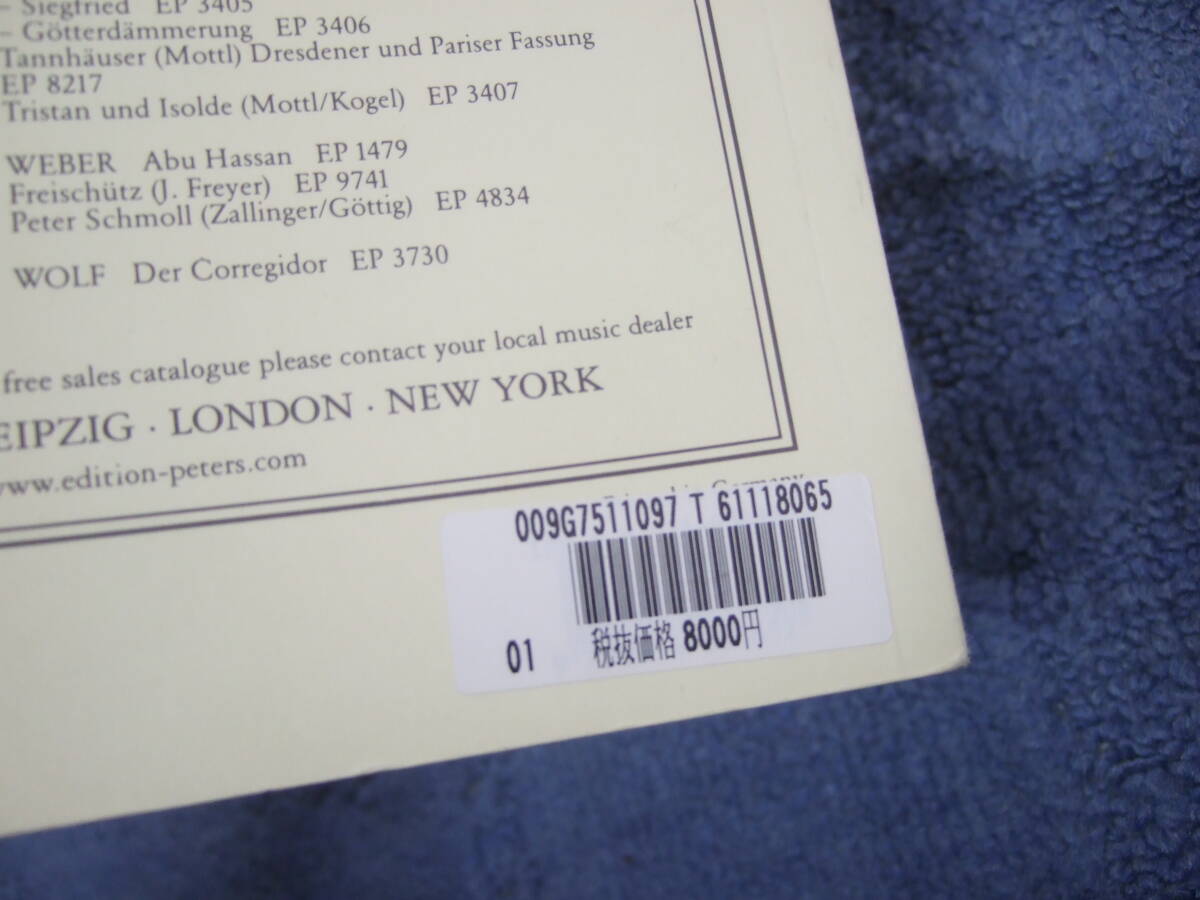 – Siegfried EP 3405
– Götterdämmerung EP 3406
Tannhäuser (Mottl) Dresdener und Pariser Fassung
EP 8217
Tristan und Isolde (Mottl/Kogel) EP 3407
WEBER Abu Hassan EP 1479
Freischütz (J. Freyer) EP 9741
Peter Schmoll (Zallinger/Göttig) EP 4834
WOLF Der Corregidor EP 3730
free sales catalogue please contact your local music dealer
EIPZIG · LONDON · NEW YORK
www.edition-peters.com
009G7511097 T 61118065
01 税抜価格 8000円